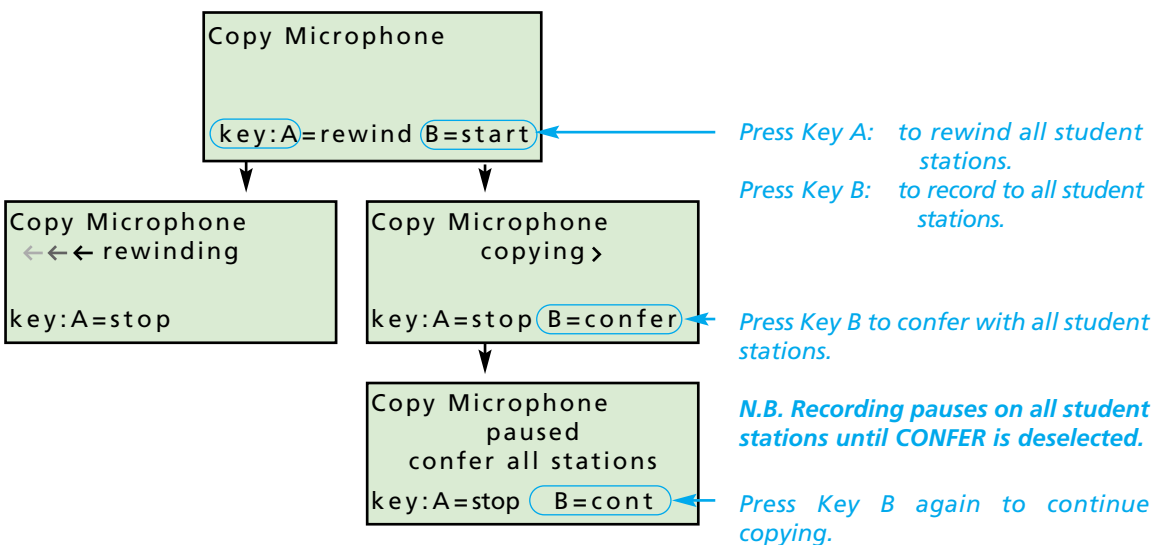 Copy Microphone
key:A=rewind B=start
Press Key A: to rewind all student
stations.
Press Key B: to record to all student
stations.
Copy Microphone
←←← rewinding
key:A=stop
Copy Microphone
copying >
key:A=stop B=confer
Press Key B to confer with all student
stations.
Copy Microphone
paused
confer all stations
key:A=stop B=cont
N.B. Recording pauses on all student
stations until CONFER is deselected.
Press Key B again to continue
copying.